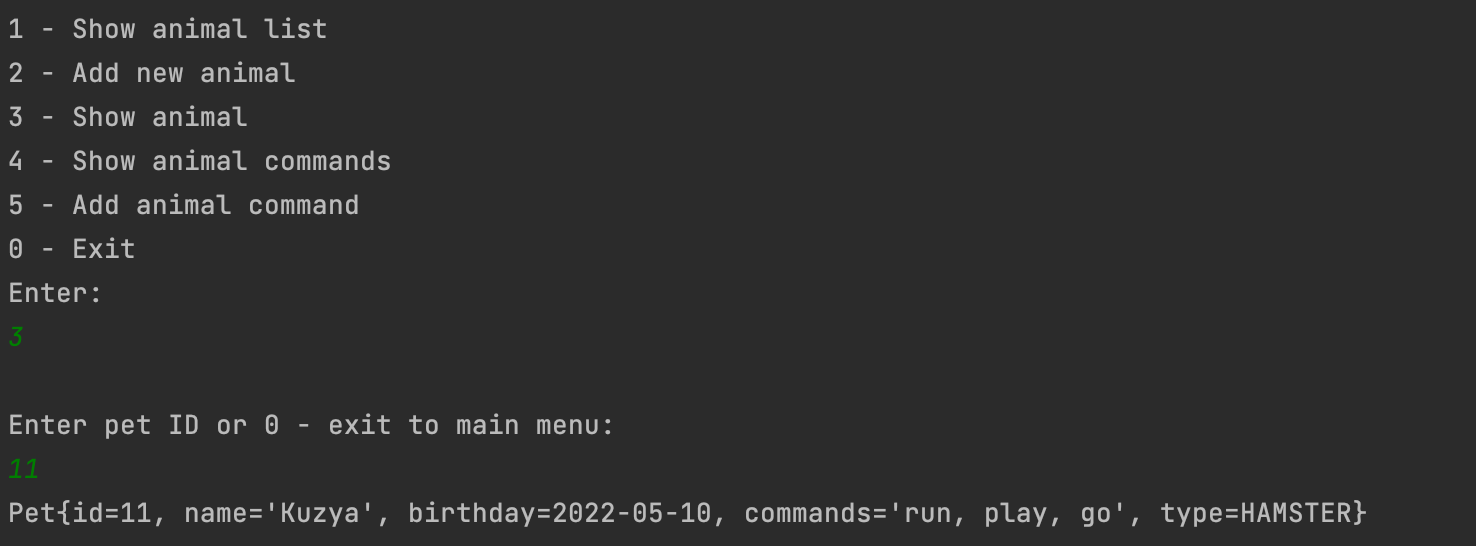 1 - Show animal list
2 - Add new animal
3 - Show animal
4 - Show animal commands
5 - Add animal command
0 - Exit
Enter:
3
Enter pet ID or 0 - exit to main menu:
11
Pet{id=11, name='Kuzya', birthday=2022-05-10, commands='run, play, go', type=HAMSTER}